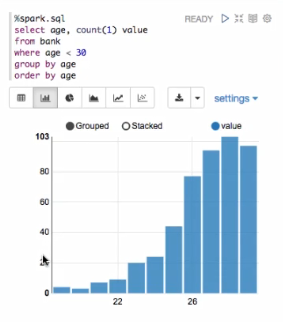 %spark.sql
READY
select age, count(1) value
from bank
where age < 30
group by age
order by age
settings
Grouped Stacked value
103
80
60
40
0
22 26